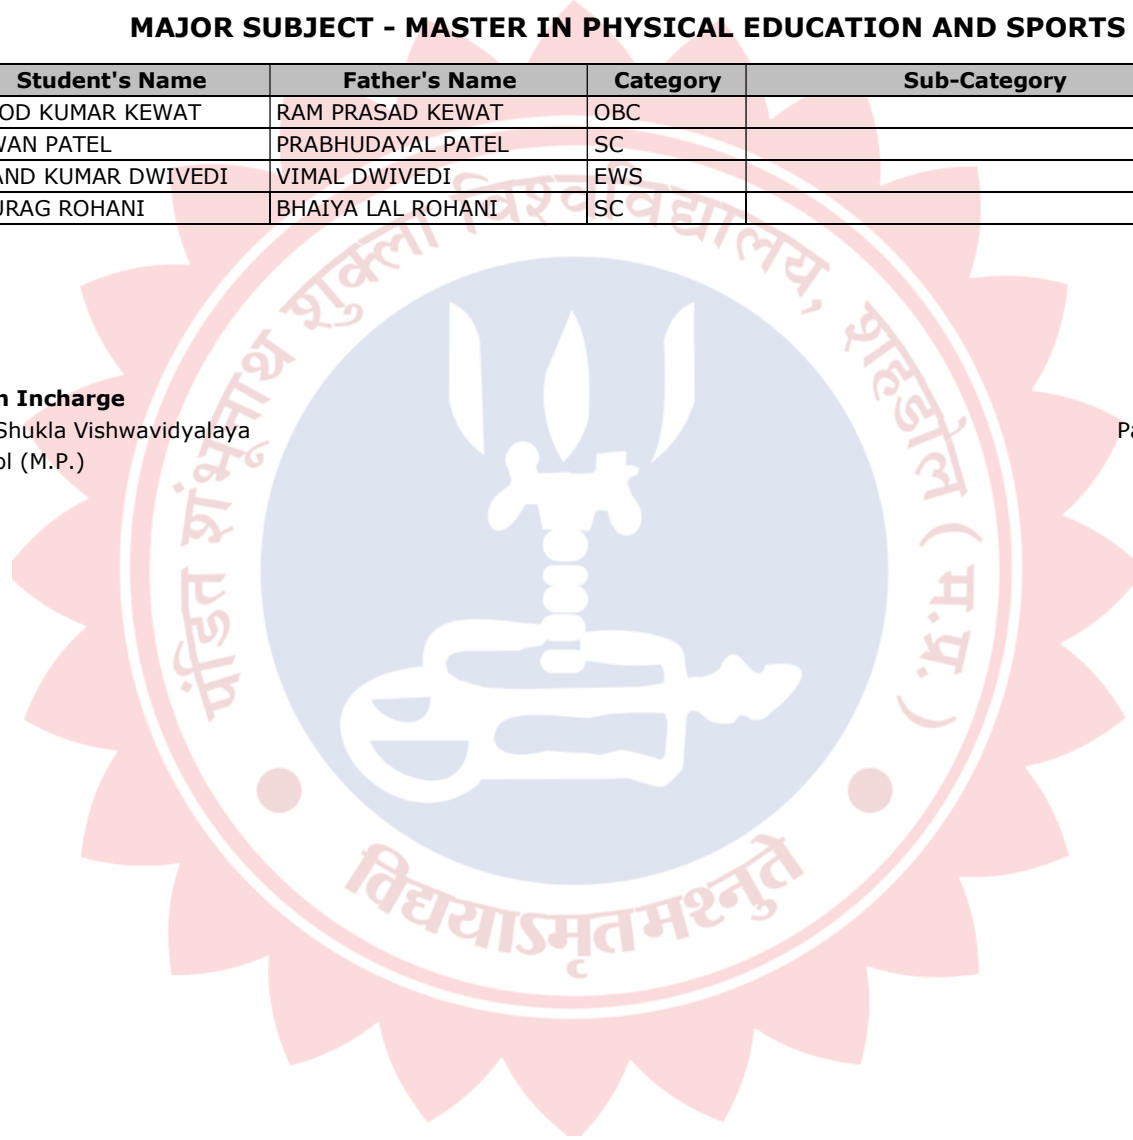 MAJOR SUBJECT - MASTER IN PHYSICAL EDUCATION AND SPORTS
Student's Name Father's Name Category Sub-Category
OD KUMAR KEWAT RAM PRASAD KEWAT OBC
WAN PATEL PRABHUDAYAL PATEL SC
AND KUMAR DWIVEDI VIMAL DWIVEDI EWS
URAG ROHANI BHAIYA LAL ROHANI SC
n Incharge
Shukla Vishwavidyalaya Pa
ol (M.P.)
पंडित शंभूनाथ शुक्ला विश्वविद्यालय, शहडोल ( म.प्र. )
विद्ययाऽमृतमश्नुते